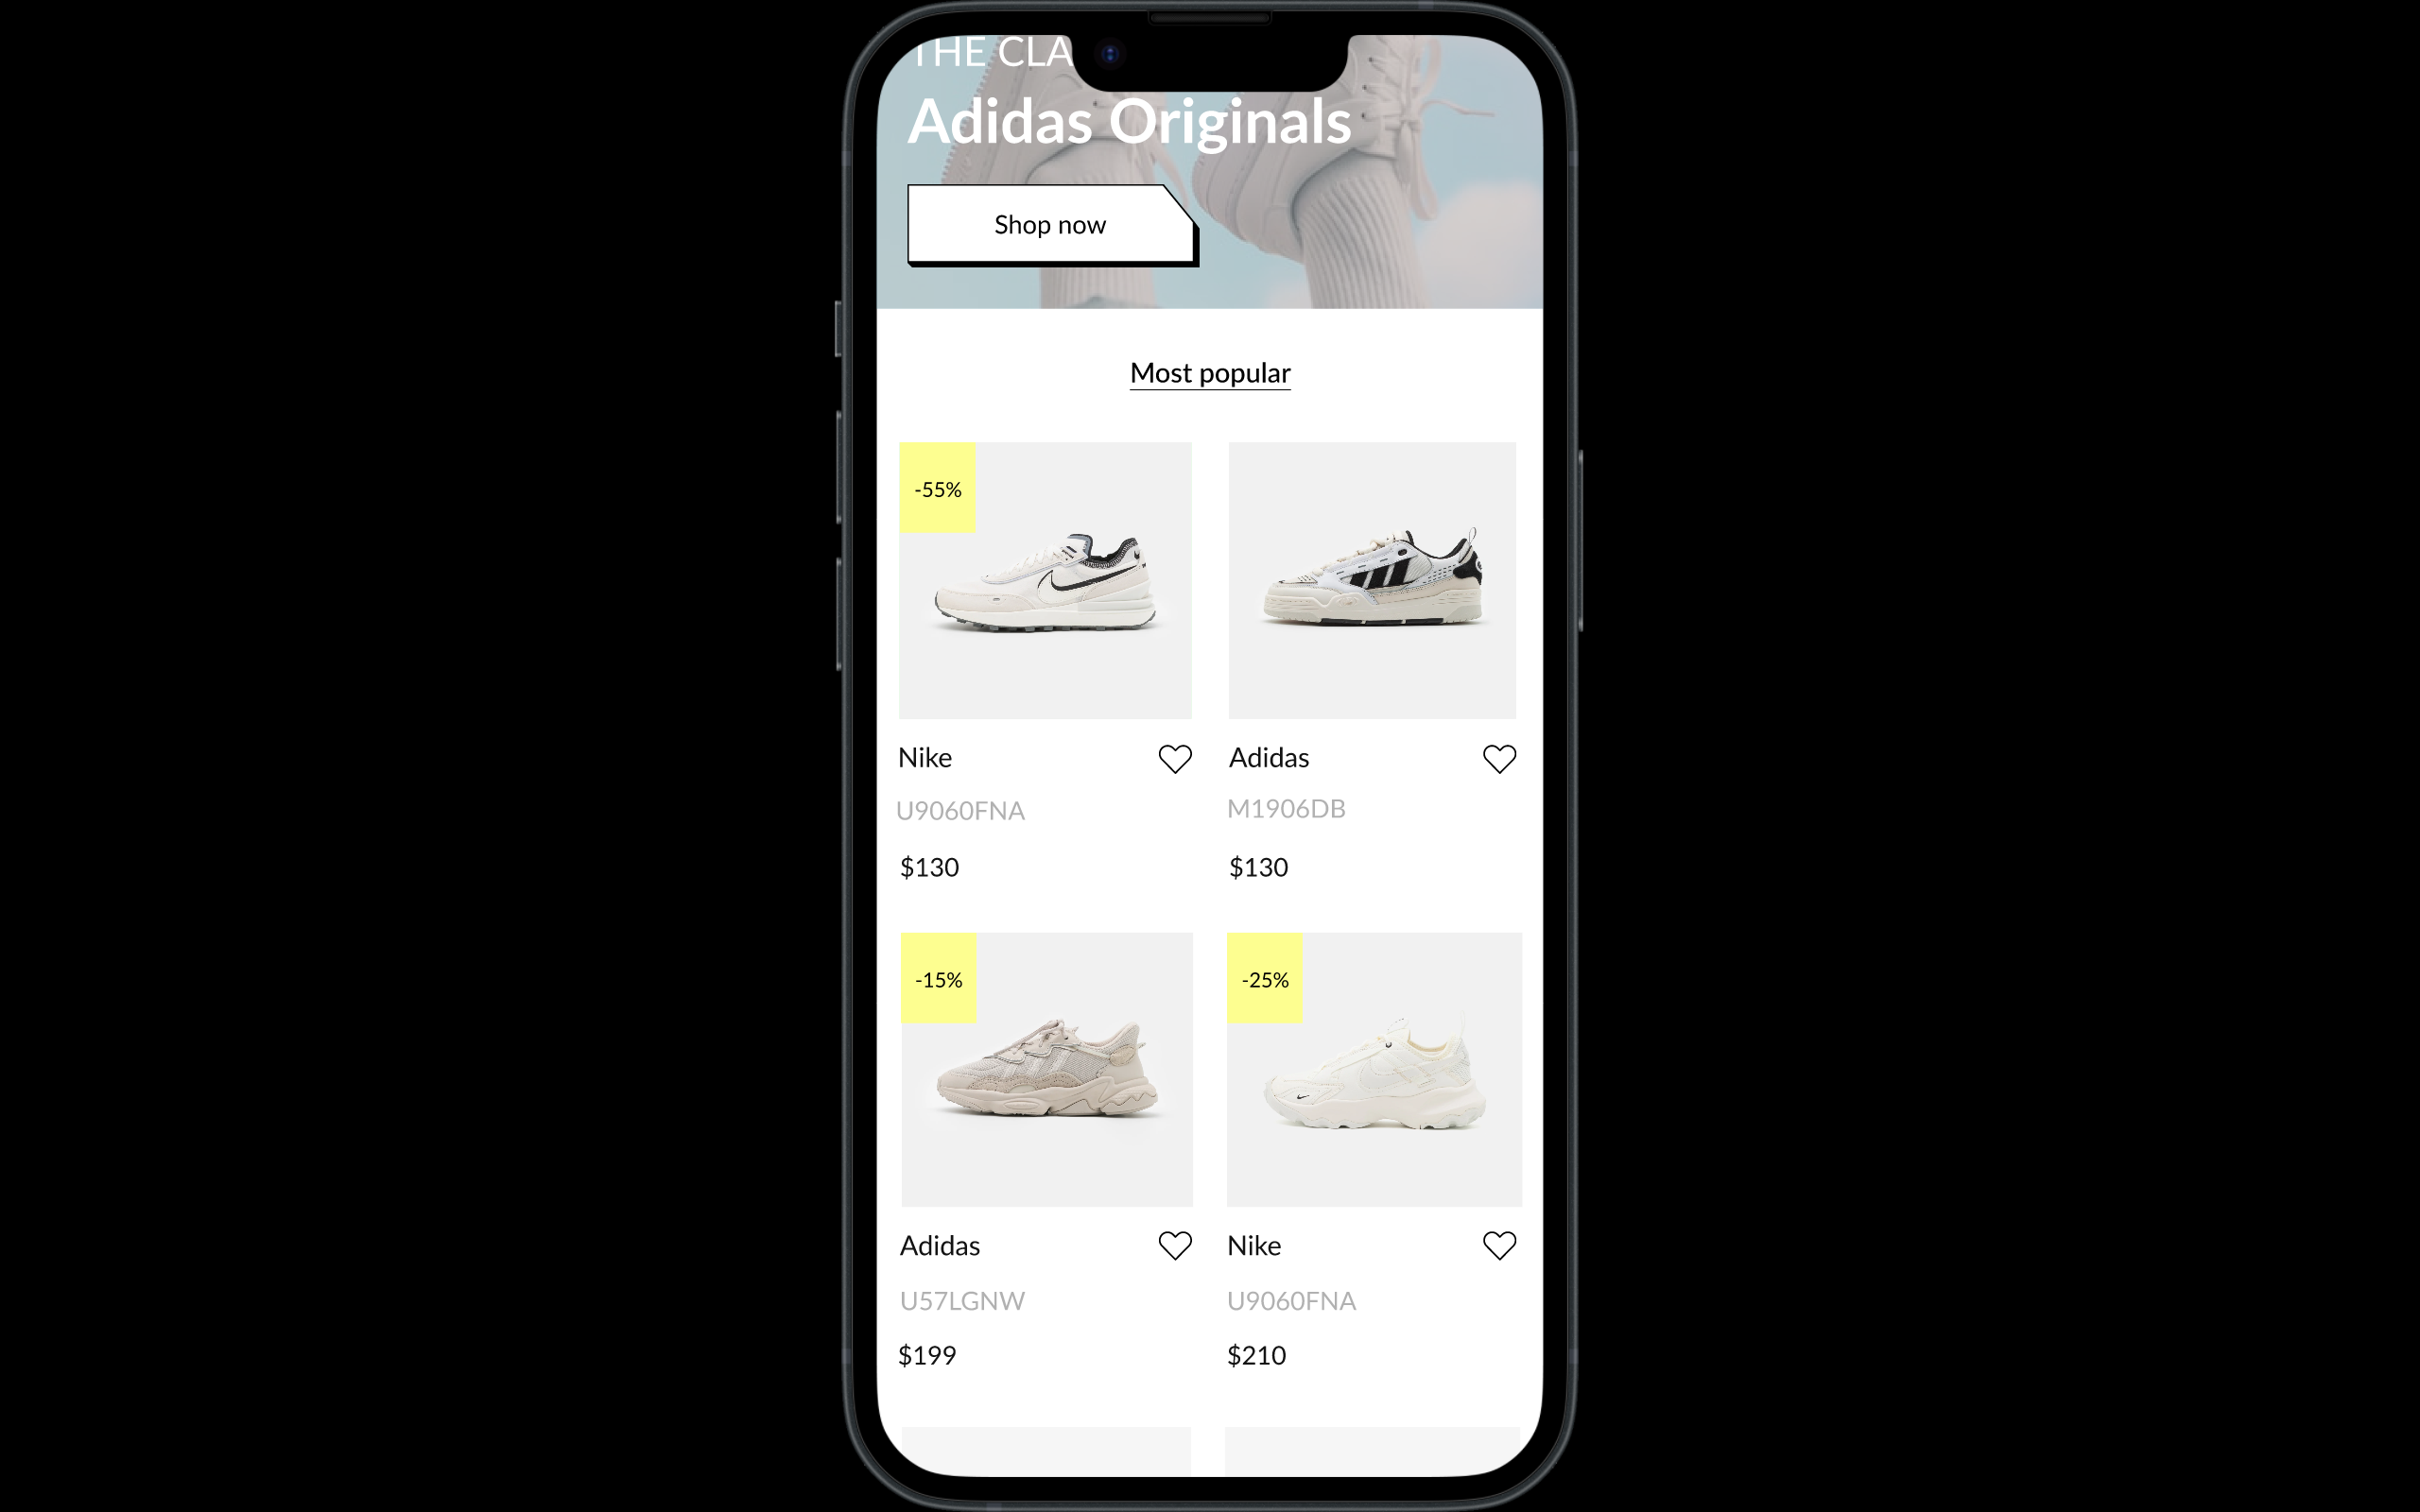 THE CLA
Adidas Originals
Shop now
Most popular
-55%
Nike
Adidas
U9060FNA
M1906DB
$130
$130
-15%
-25%
Adidas
Nike
U57LGNW
U9060FNA
$199
$210